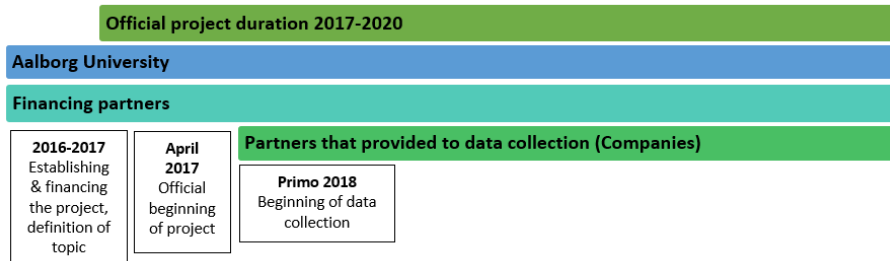 Official project duration 2017-2020
Aalborg University
Financing partners
Partners that provided to data collection (Companies)
2016-2017
Establishing
& financing
the project,
definition of
topic
April
2017
Official
beginning
of project
Primo 2018
Beginning of data
collection